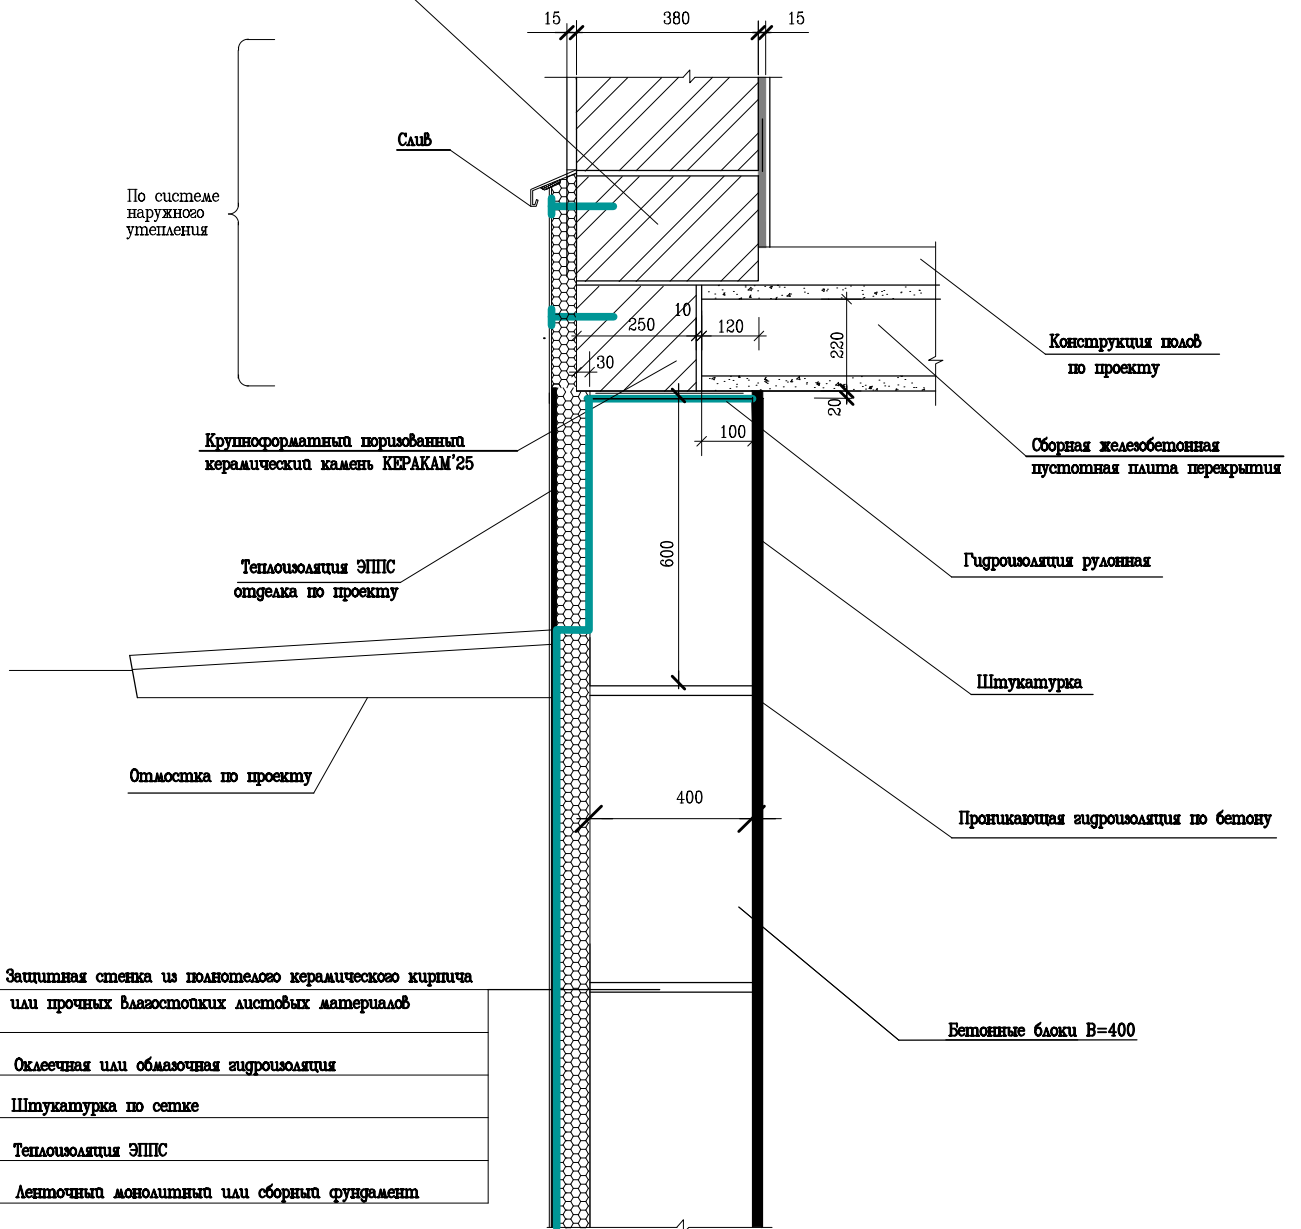 15
380
15
Слив
По системе
наружного
утепления
10
250
120
220
30
20
100
Конструкция полов
по проекту
Крупноформатный поризованный
керамический камень КЕРАКАМ'25
Сборная железобетонная
пустотная плита перекрытия
Теплоизоляция ЭППС
отделка по проекту
600
Гидроизоляция рулонная
Штукатурка
Отмостка по проекту
400
Проникающая гидроизоляция по бетону
Защитная стенка из полнотелого керамического кирпича
или прочных влагостойких листовых материалов
Бетонные блоки В=400
Оклеечная или обмазочная гидроизоляция
Штукатурка по сетке
Теплоизоляция ЭППС
Ленточный монолитный или сборный фундамент